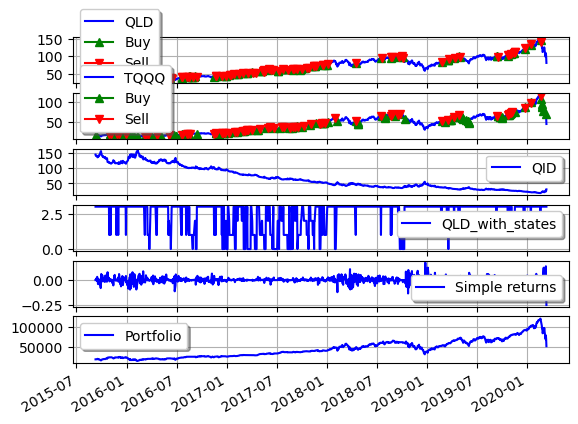 QLD
Buy
Sell
150
100
50
TQQQ
Buy
Sell
100
50
150
100
50
QID
2.5
0.0
QLD_with_states
0.00
−0.25
Simple returns
100000
50000
Portfolio
2015-07
2016-01
2016-07
2017-01
2017-07
2018-01
2018-07
2019-01
2019-07
2020-01